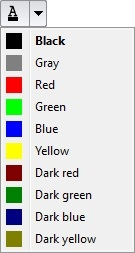 A
Black
Gray
Red
Green
Blue
Yellow
Dark red
Dark green
Dark blue
Dark yellow